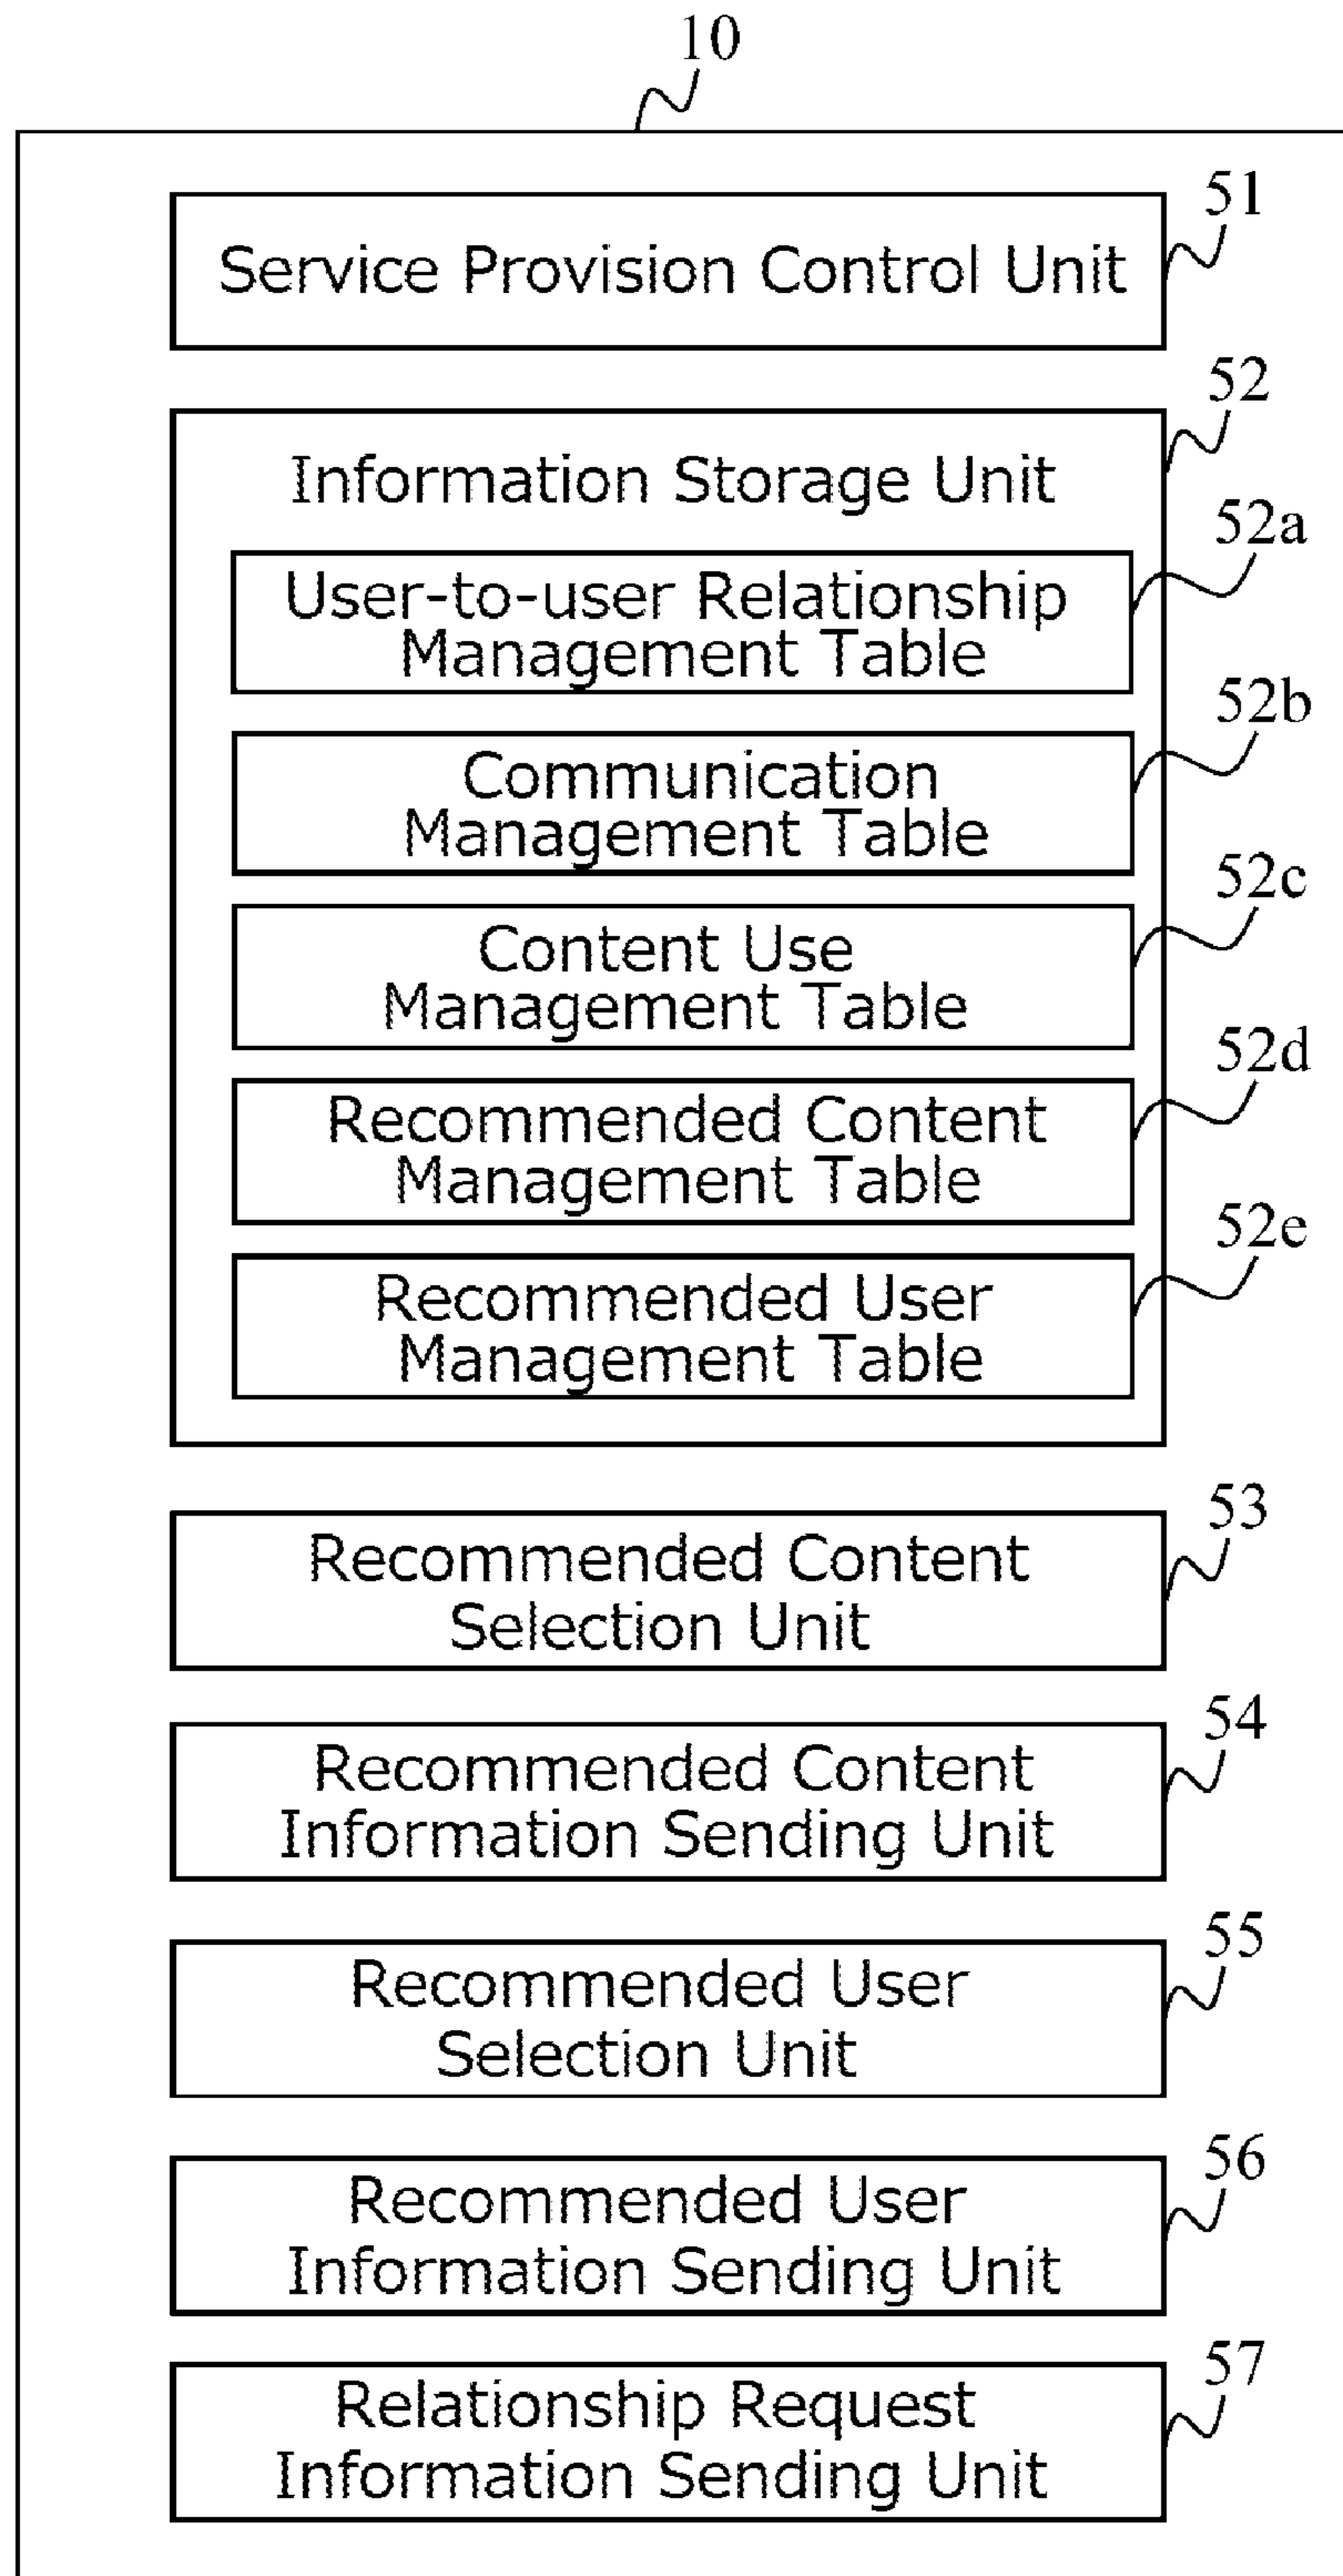 10
51
Service Provision Control Unit
52
Information Storage Unit
52a
User-to-user Relationship
Management Table
52b
Communication
Management Table
52c
Content Use
Management Table
52d
Recommended Content
Management Table
52e
Recommended User
Management Table
53
Recommended Content
Selection Unit
54
Recommended Content
Information Sending Unit
55
Recommended User
Selection Unit
56
Recommended User
Information Sending Unit
57
Relationship Request
Information Sending Unit